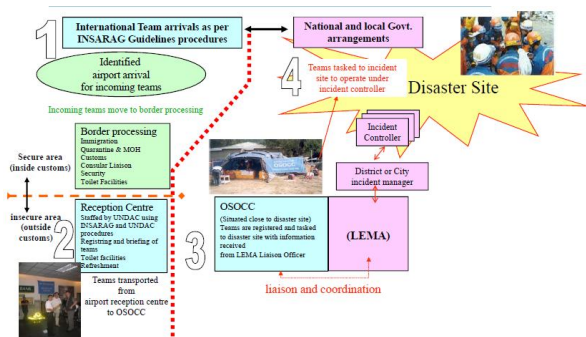 1
International Team arrivals as per
INSARAG Guidelines procedures
National and local Govt.
arrangements
Identified
airport arrival
for incoming teams
4
Teams tasked to incident
site to operate under
incident controller
Disaster Site
Incoming teams move to border processing
Border processing
Immigration
Quarantine & MOH
Customs
Consular Liaison
Security
Toilet Facilities
Incident
Controller
Secure area
(inside customs)
District or City
incident manager
insecure area
(outside
customs)
2
Reception Centre
Staffed by UNDAC using
INSARAG and UNDAC
procedures
Registring and briefing of
teams
Toilet facilities
Refreshment
3
OSOCC
(Situated close to disaster site)
Teams are registered and tasked
to disaster site with information
received
from LEMA Liaison Officer
(LEMA)
Teams transported
from
airport reception centre
to OSOCC
liaison and coordination